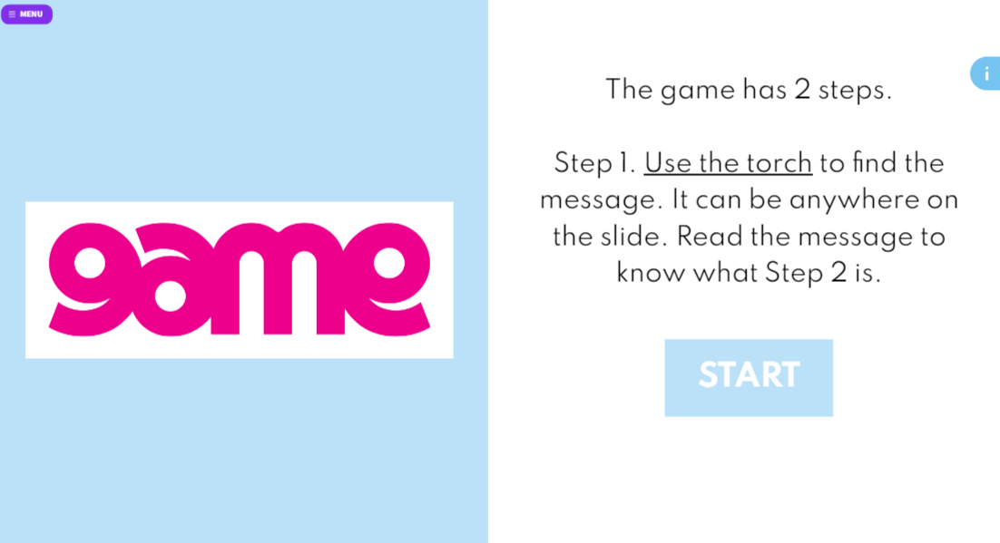 MENU
game
The game has 2 steps.
Step 1. Use the torch to find the
message. It can be anywhere on
the slide. Read the message to
know what Step 2 is.
START
i